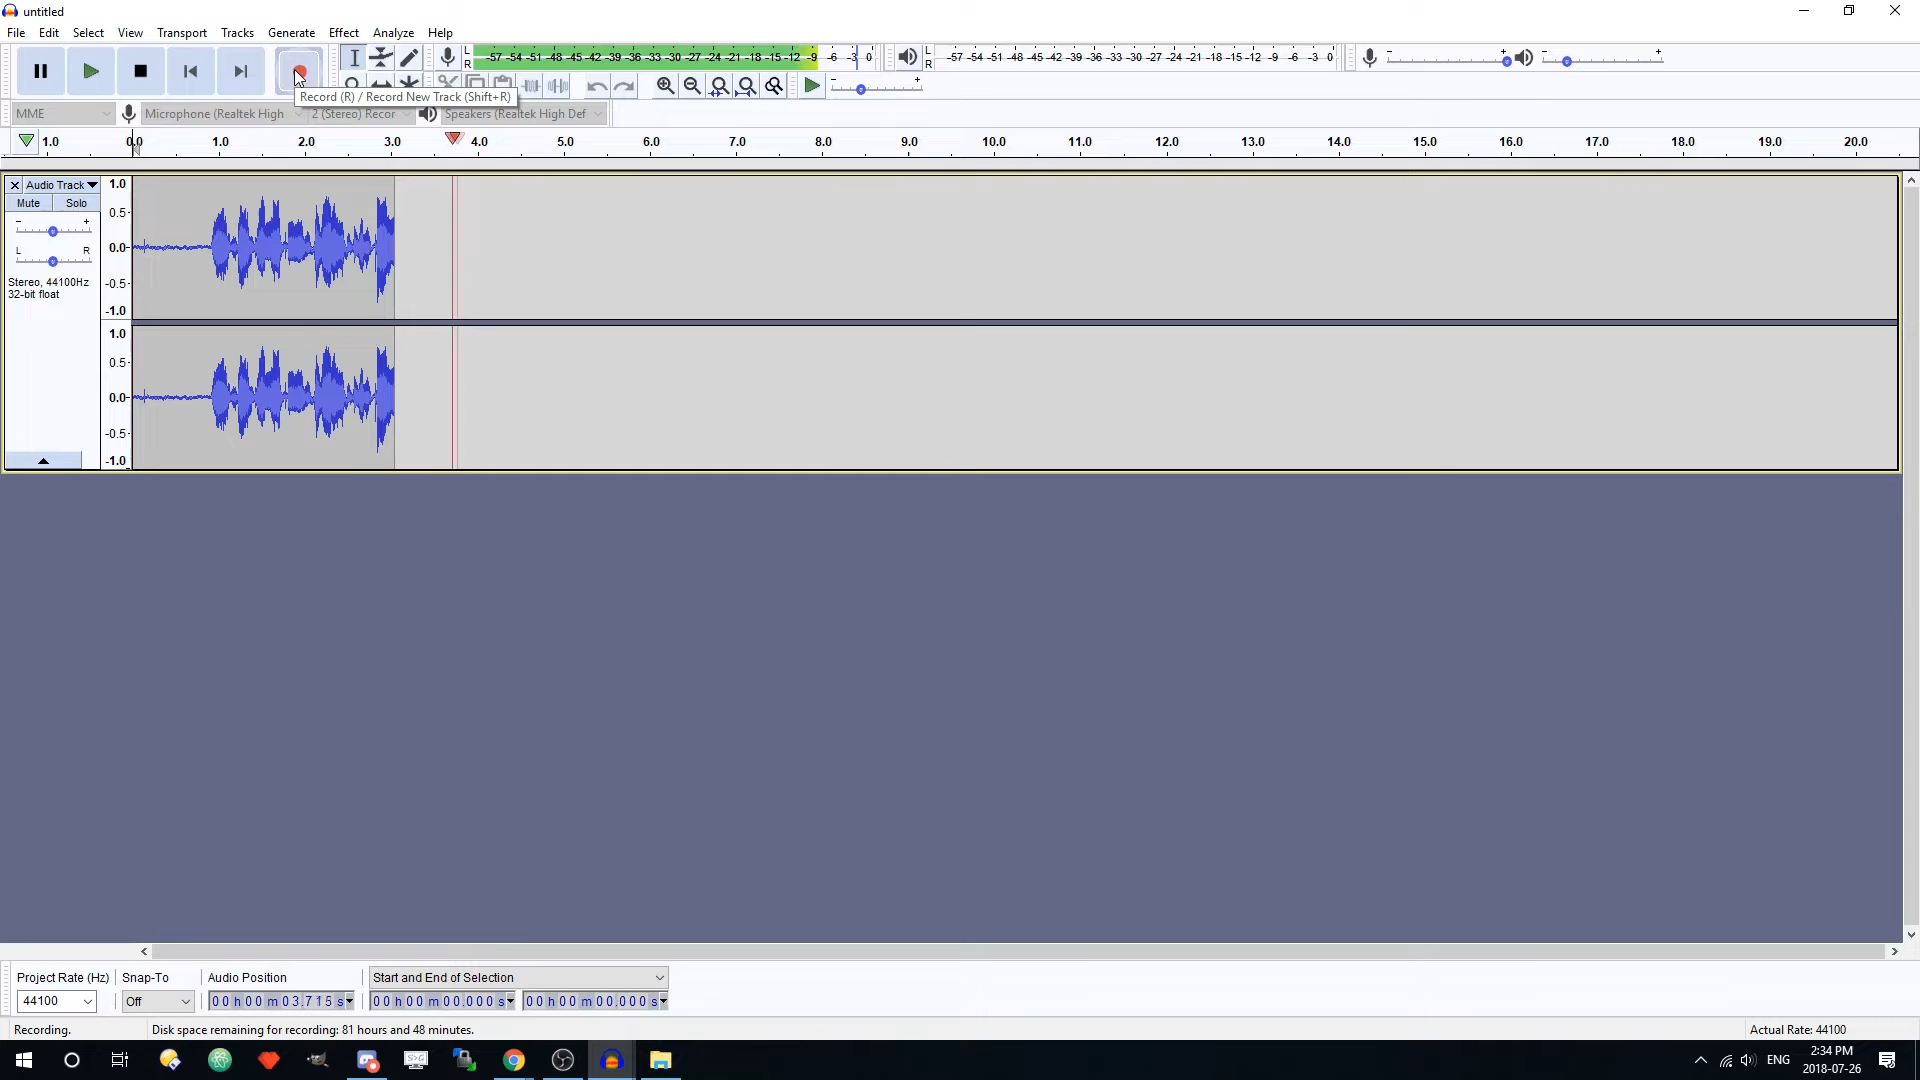 untitled
File Edit Select View Transport Tracks Generate Effect Analyze Help
L R -57 -54 -51 -48 -45 -42 -39 -36 -33 -30 -27 -24 -21 -18 -15 -12 -9 -6 -3 0 L R -57 -54 -51 -48 -45 -42 -39 -36 -33 -30 -27 -24 -21 -18 -15 -12 -9 -6 -3 0 - + - +
- +
Record (R) / Record New Track (Shift+R)
MME Microphone (Realtek High 2 (Stereo) Recor Speakers (Realtek High Def
1.0 0.0 1.0 2.0 3.0 4.0 5.0 6.0 7.0 8.0 9.0 10.0 11.0 12.0 13.0 14.0 15.0 16.0 17.0 18.0 19.0 20.0
Audio Track 1.0
Mute Solo
- + 0.5
L R 0.0
Stereo, 44100Hz -0.5
32-bit float
-1.0
1.0
0.5
0.0
-0.5
-1.0
Project Rate (Hz) Snap-To Audio Position Start and End of Selection
44100 Off 00 h 00 m 03.715 s 00 h 00 m 00.000 s 00 h 00 m 00.000 s
Recording. Disk space remaining for recording: 81 hours and 48 minutes. Actual Rate: 44100
ENG 2:34 PM
2018-07-26